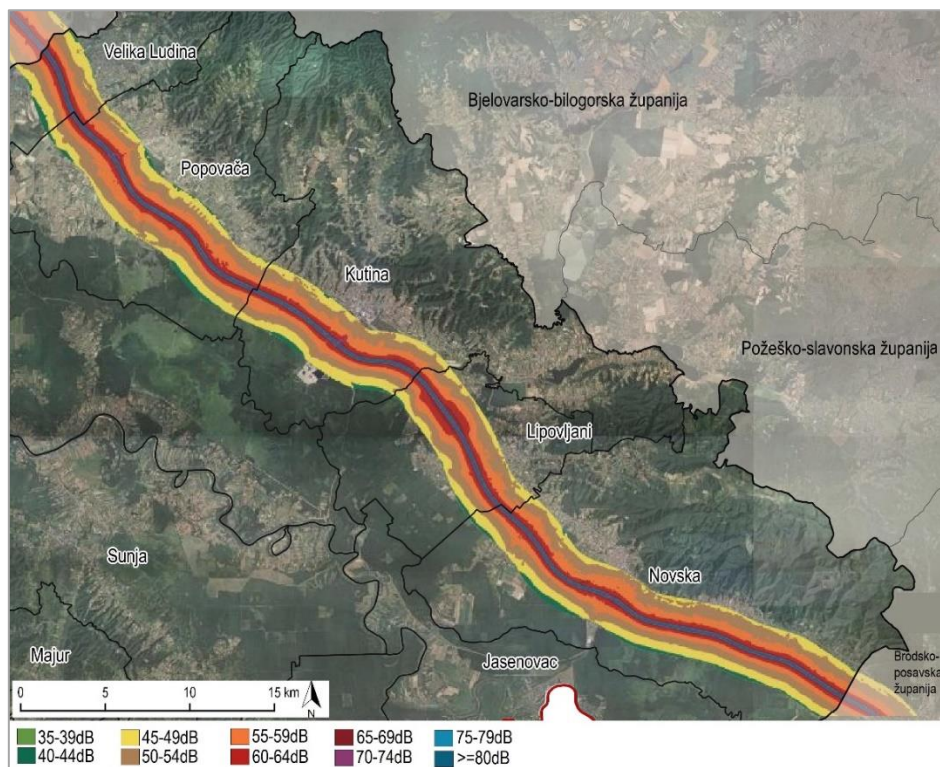 Velika Ludina
Bjelovarsko-bilogorska županija
Popovača
Kutina
Požeško-slavonska županija
Lipovljani
Sunja
Novska
Majur
Jasenovac
Brodsko-
posavska
županija
0 5 10 15 km
N
35-39dB 45-49dB 55-59dB 65-69dB 75-79dB
40-44dB 50-54dB 60-64dB 70-74dB >=80dB